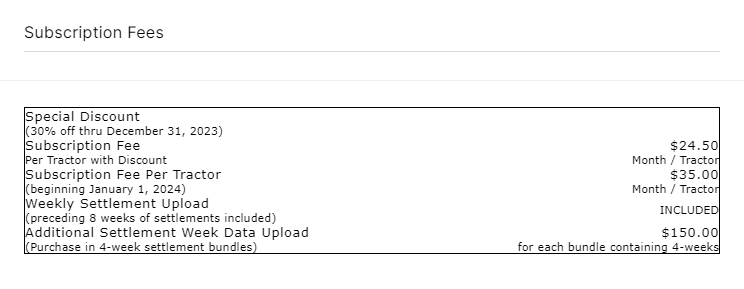 Subscription Fees
Special Discount
(30% off thru December 31, 2023)
Subscription Fee $24.50
Per Tractor with Discount Month / Tractor
Subscription Fee Per Tractor $35.00
(beginning January 1, 2024) Month / Tractor
Weekly Settlement Upload
(preceding 8 weeks of settlements included) INCLUDED
Additional Settlement Week Data Upload $150.00
(Purchase in 4-week settlement bundles) for each bundle containing 4-weeks